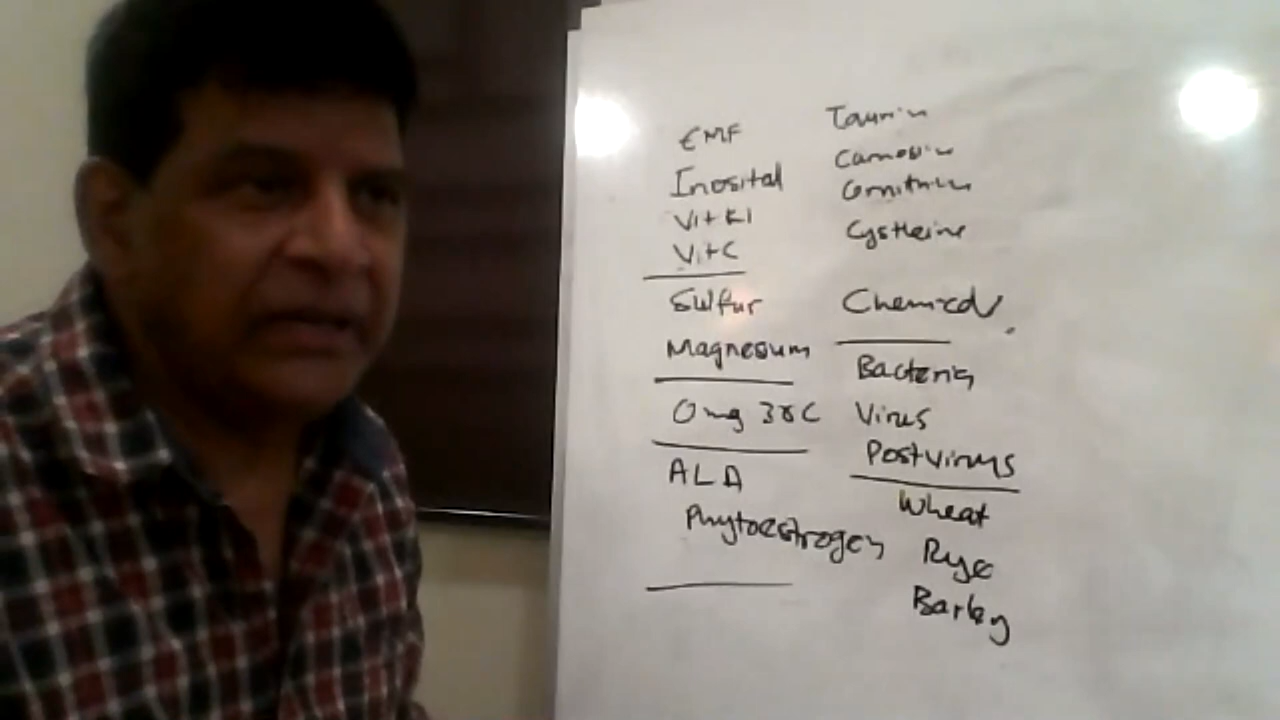 EMF
Inosital
Vit K1
Vit C
Sulfur
Magnesium
Omg 3&6
ALA
Phytoestrogen
Taurin
Carnosin
Ornithin
Cystheine
Chemical
Bacteria
Virus
Postvirus
Wheat
Rye
Barley